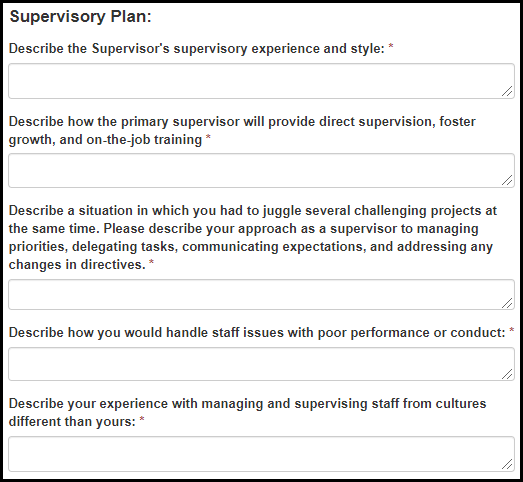 Supervisory Plan:
Describe the Supervisor's supervisory experience and style: *
Describe how the primary supervisor will provide direct supervision, foster
growth, and on-the-job training *
Describe a situation in which you had to juggle several challenging projects at
the same time. Please describe your approach as a supervisor to managing
priorities, delegating tasks, communicating expectations, and addressing any
changes in directives. *
Describe how you would handle staff issues with poor performance or conduct: *
Describe your experience with managing and supervising staff from cultures
different than yours: *